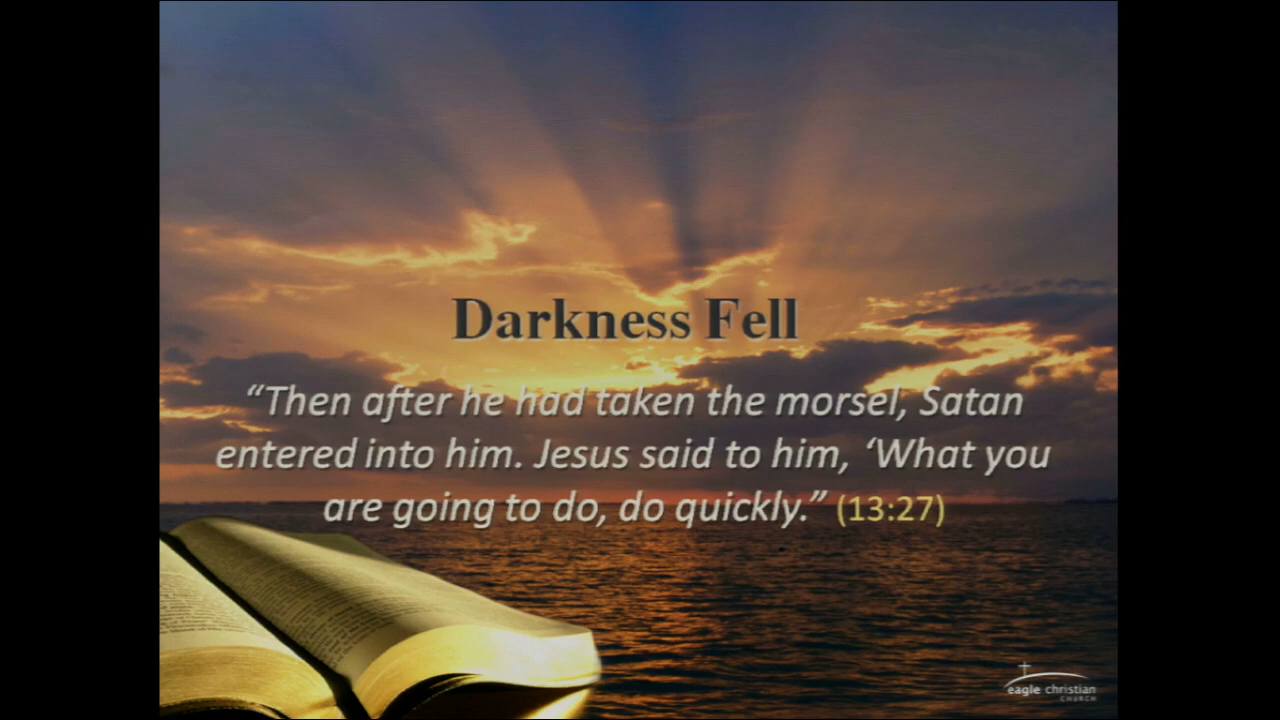 Darkness Fell
“Then after he had taken the morsel, Satan
entered into him. Jesus said to him, ‘What you
are going to do, do quickly.” (13:27)
eagle christian
CHURCH